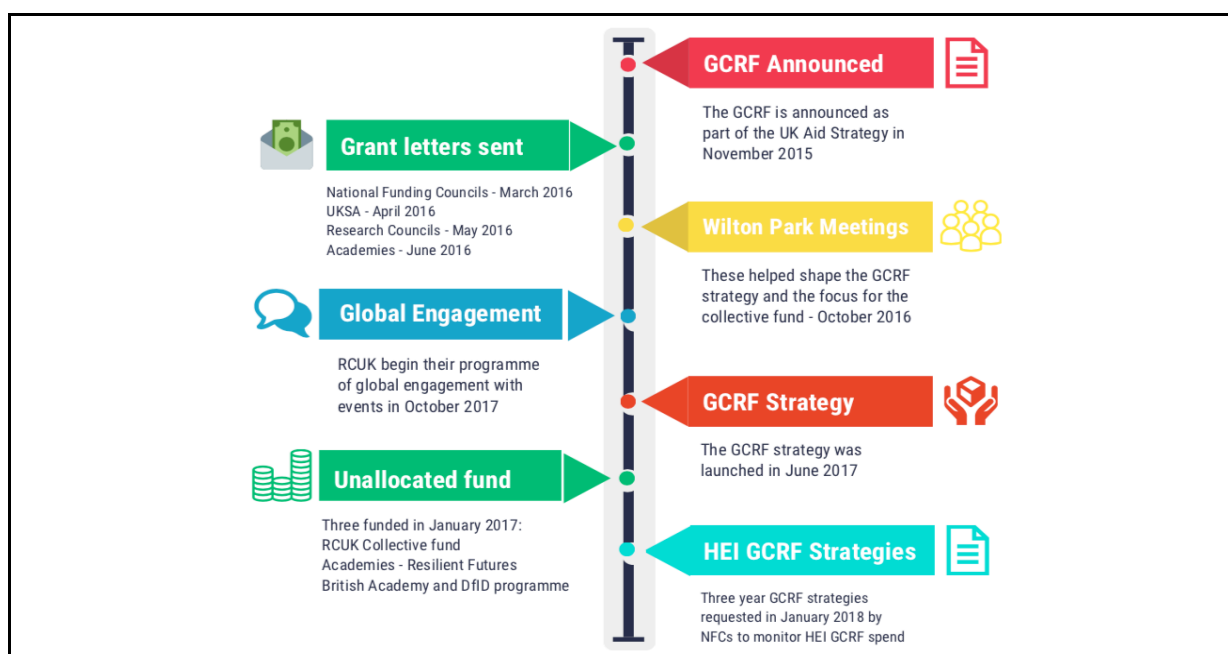 GCRF Announced
The GCRF is announced as
part of the UK Aid Strategy in
November 2015
Grant letters sent
National Funding Councils - March 2016
UKSA - April 2016
Research Councils - May 2016
Academies - June 2016
Wilton Park Meetings
These helped shape the GCRF
strategy and the focus for the
collective fund - October 2016
Global Engagement
RCUK begin their programme
of global engagement with
events in October 2017
GCRF Strategy
The GCRF strategy was
launched in June 2017
Unallocated fund
Three funded in January 2017:
RCUK Collective fund
Academies - Resilient Futures
British Academy and DfID programme
HEI GCRF Strategies
Three year GCRF strategies
requested in January 2018 by
NFCs to monitor HEI GCRF spend